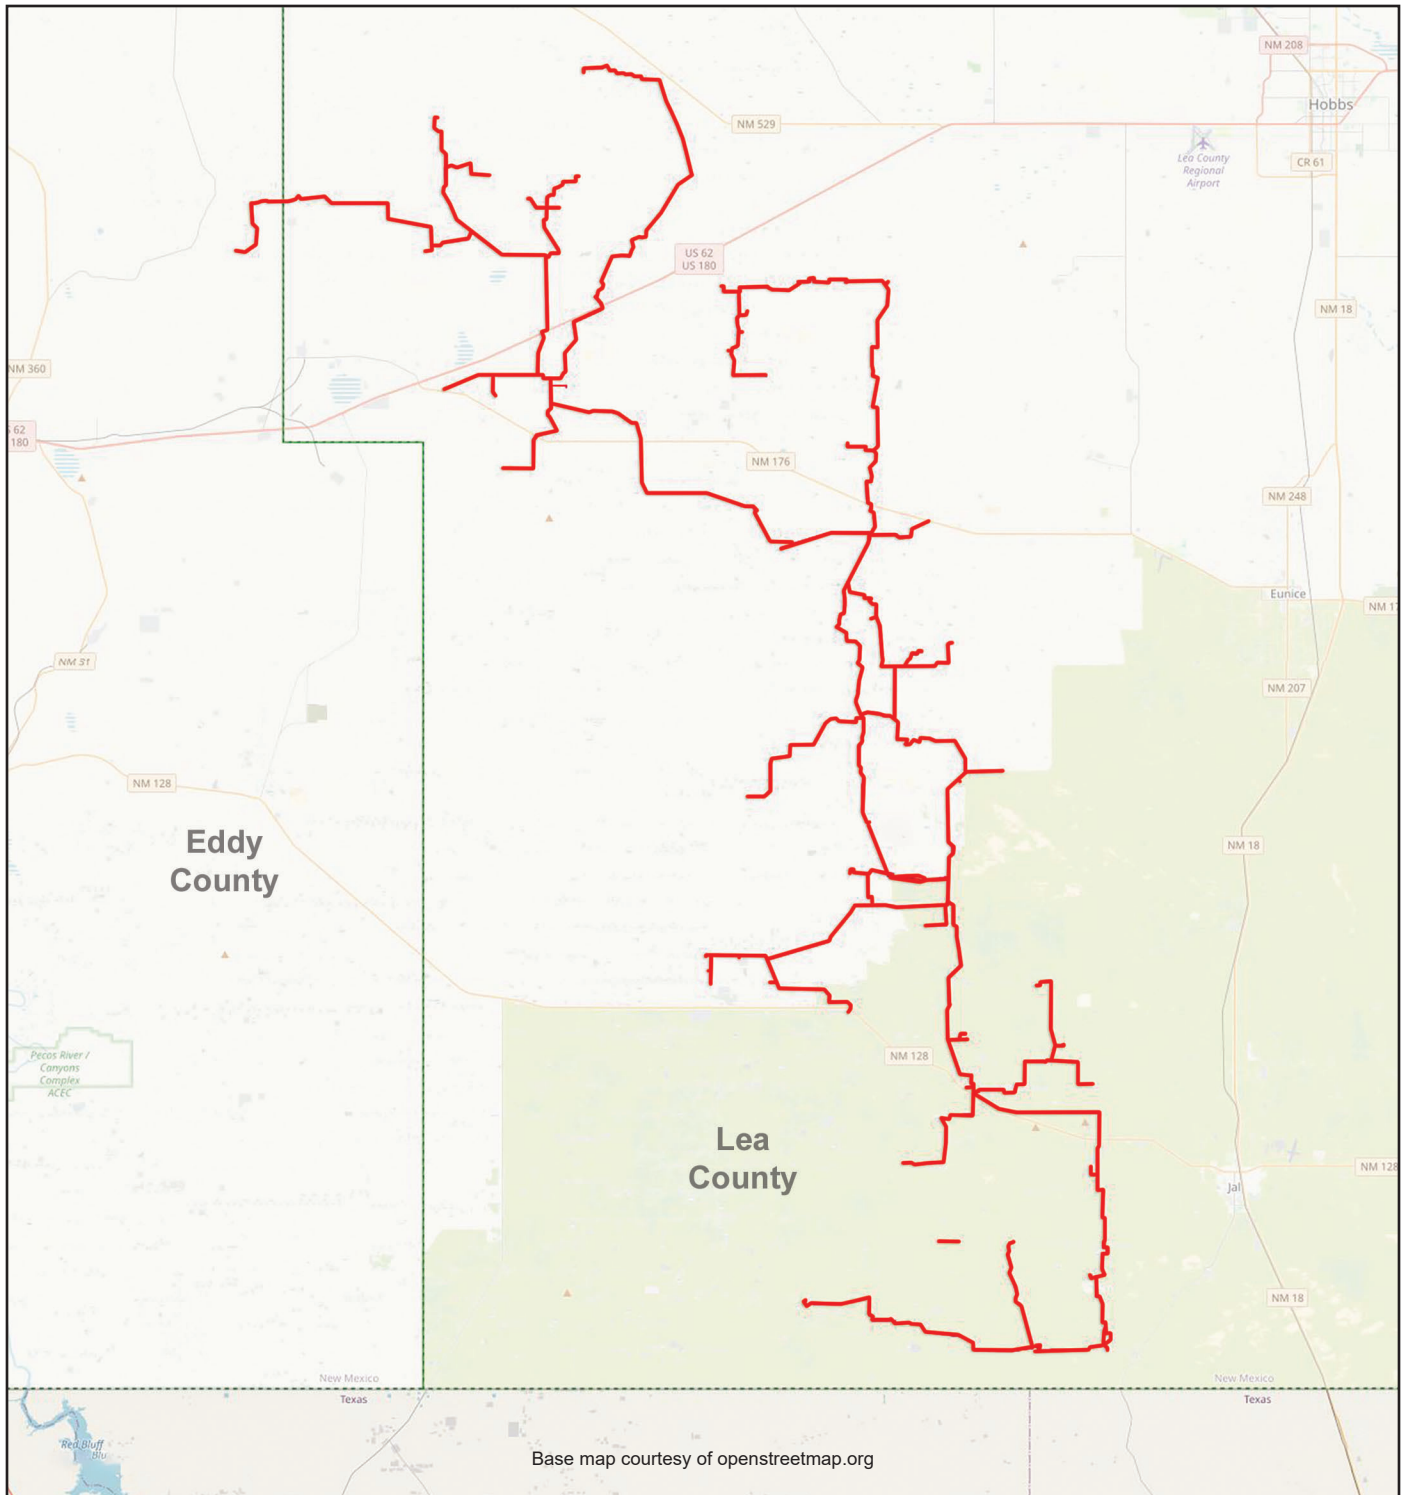 NM 208
Hobbs
NM 529
Lea County
Regional
Airport
CR 61
US 62
US 180
NM 18
NM 360
62
180
NM 176
NM 248
Eunice
NM 17
NM 31
NM 207
NM 128
Eddy
County
NM 18
Pecos River /
Canyons
Complex
ACEC
NM 128
Lea
County
NM 128
Jal
NM 18
New Mexico
Texas
New Mexico
Texas
Red Bluff
Blu
Base map courtesy of openstreetmap.org